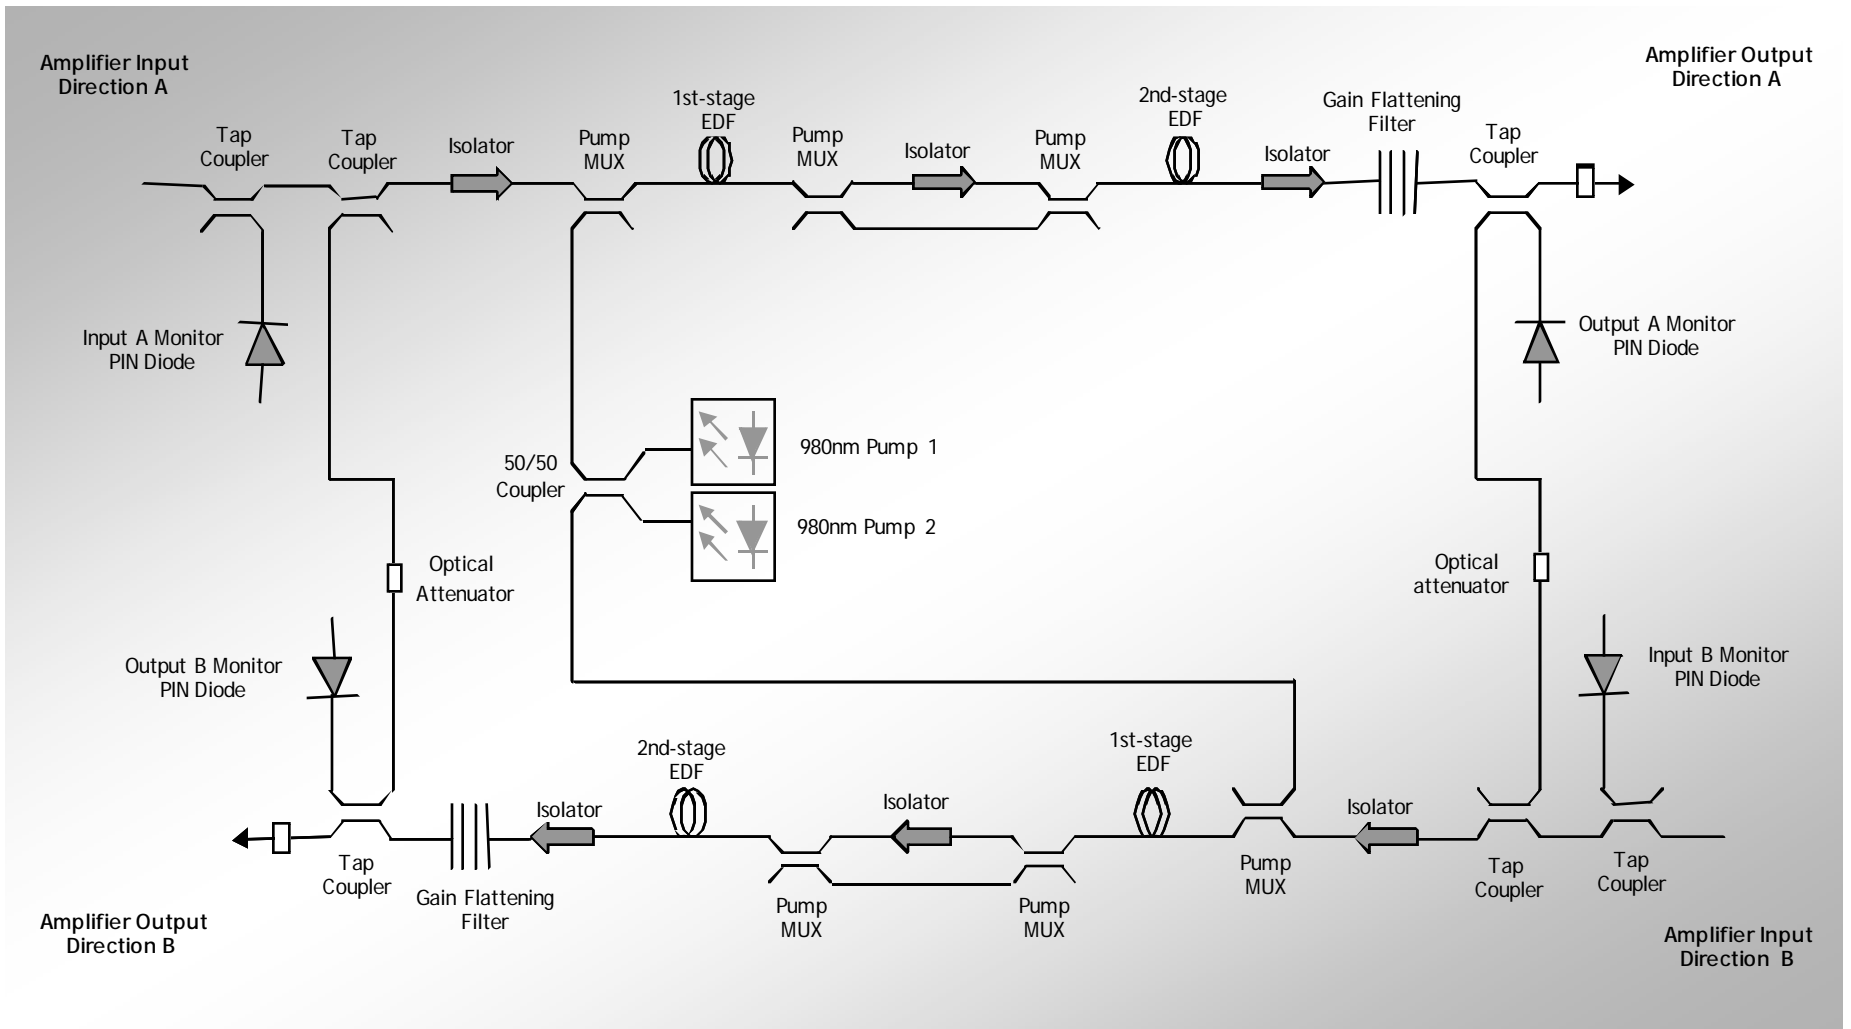 Amplifier Input
Direction A
Amplifier Output
Direction A
Tap
Coupler
Tap
Coupler
Isolator
Pump
MUX
1st-stage
EDF
Pump
MUX
Isolator
Pump
MUX
2nd-stage
EDF
Isolator
Gain Flattening
Filter
Tap
Coupler
Input A Monitor
PIN Diode
Output A Monitor
PIN Diode
50/50
Coupler
980nm Pump 1
980nm Pump 2
Optical
Attenuator
Optical
attenuator
Output B Monitor
PIN Diode
Input B Monitor
PIN Diode
2nd-stage
EDF
1st-stage
EDF
Isolator
Isolator
Isolator
Tap
Coupler
Gain Flattening
Filter
Pump
MUX
Pump
MUX
Pump
MUX
Tap
Coupler
Tap
Coupler
Amplifier Output
Direction B
Amplifier Input
Direction B